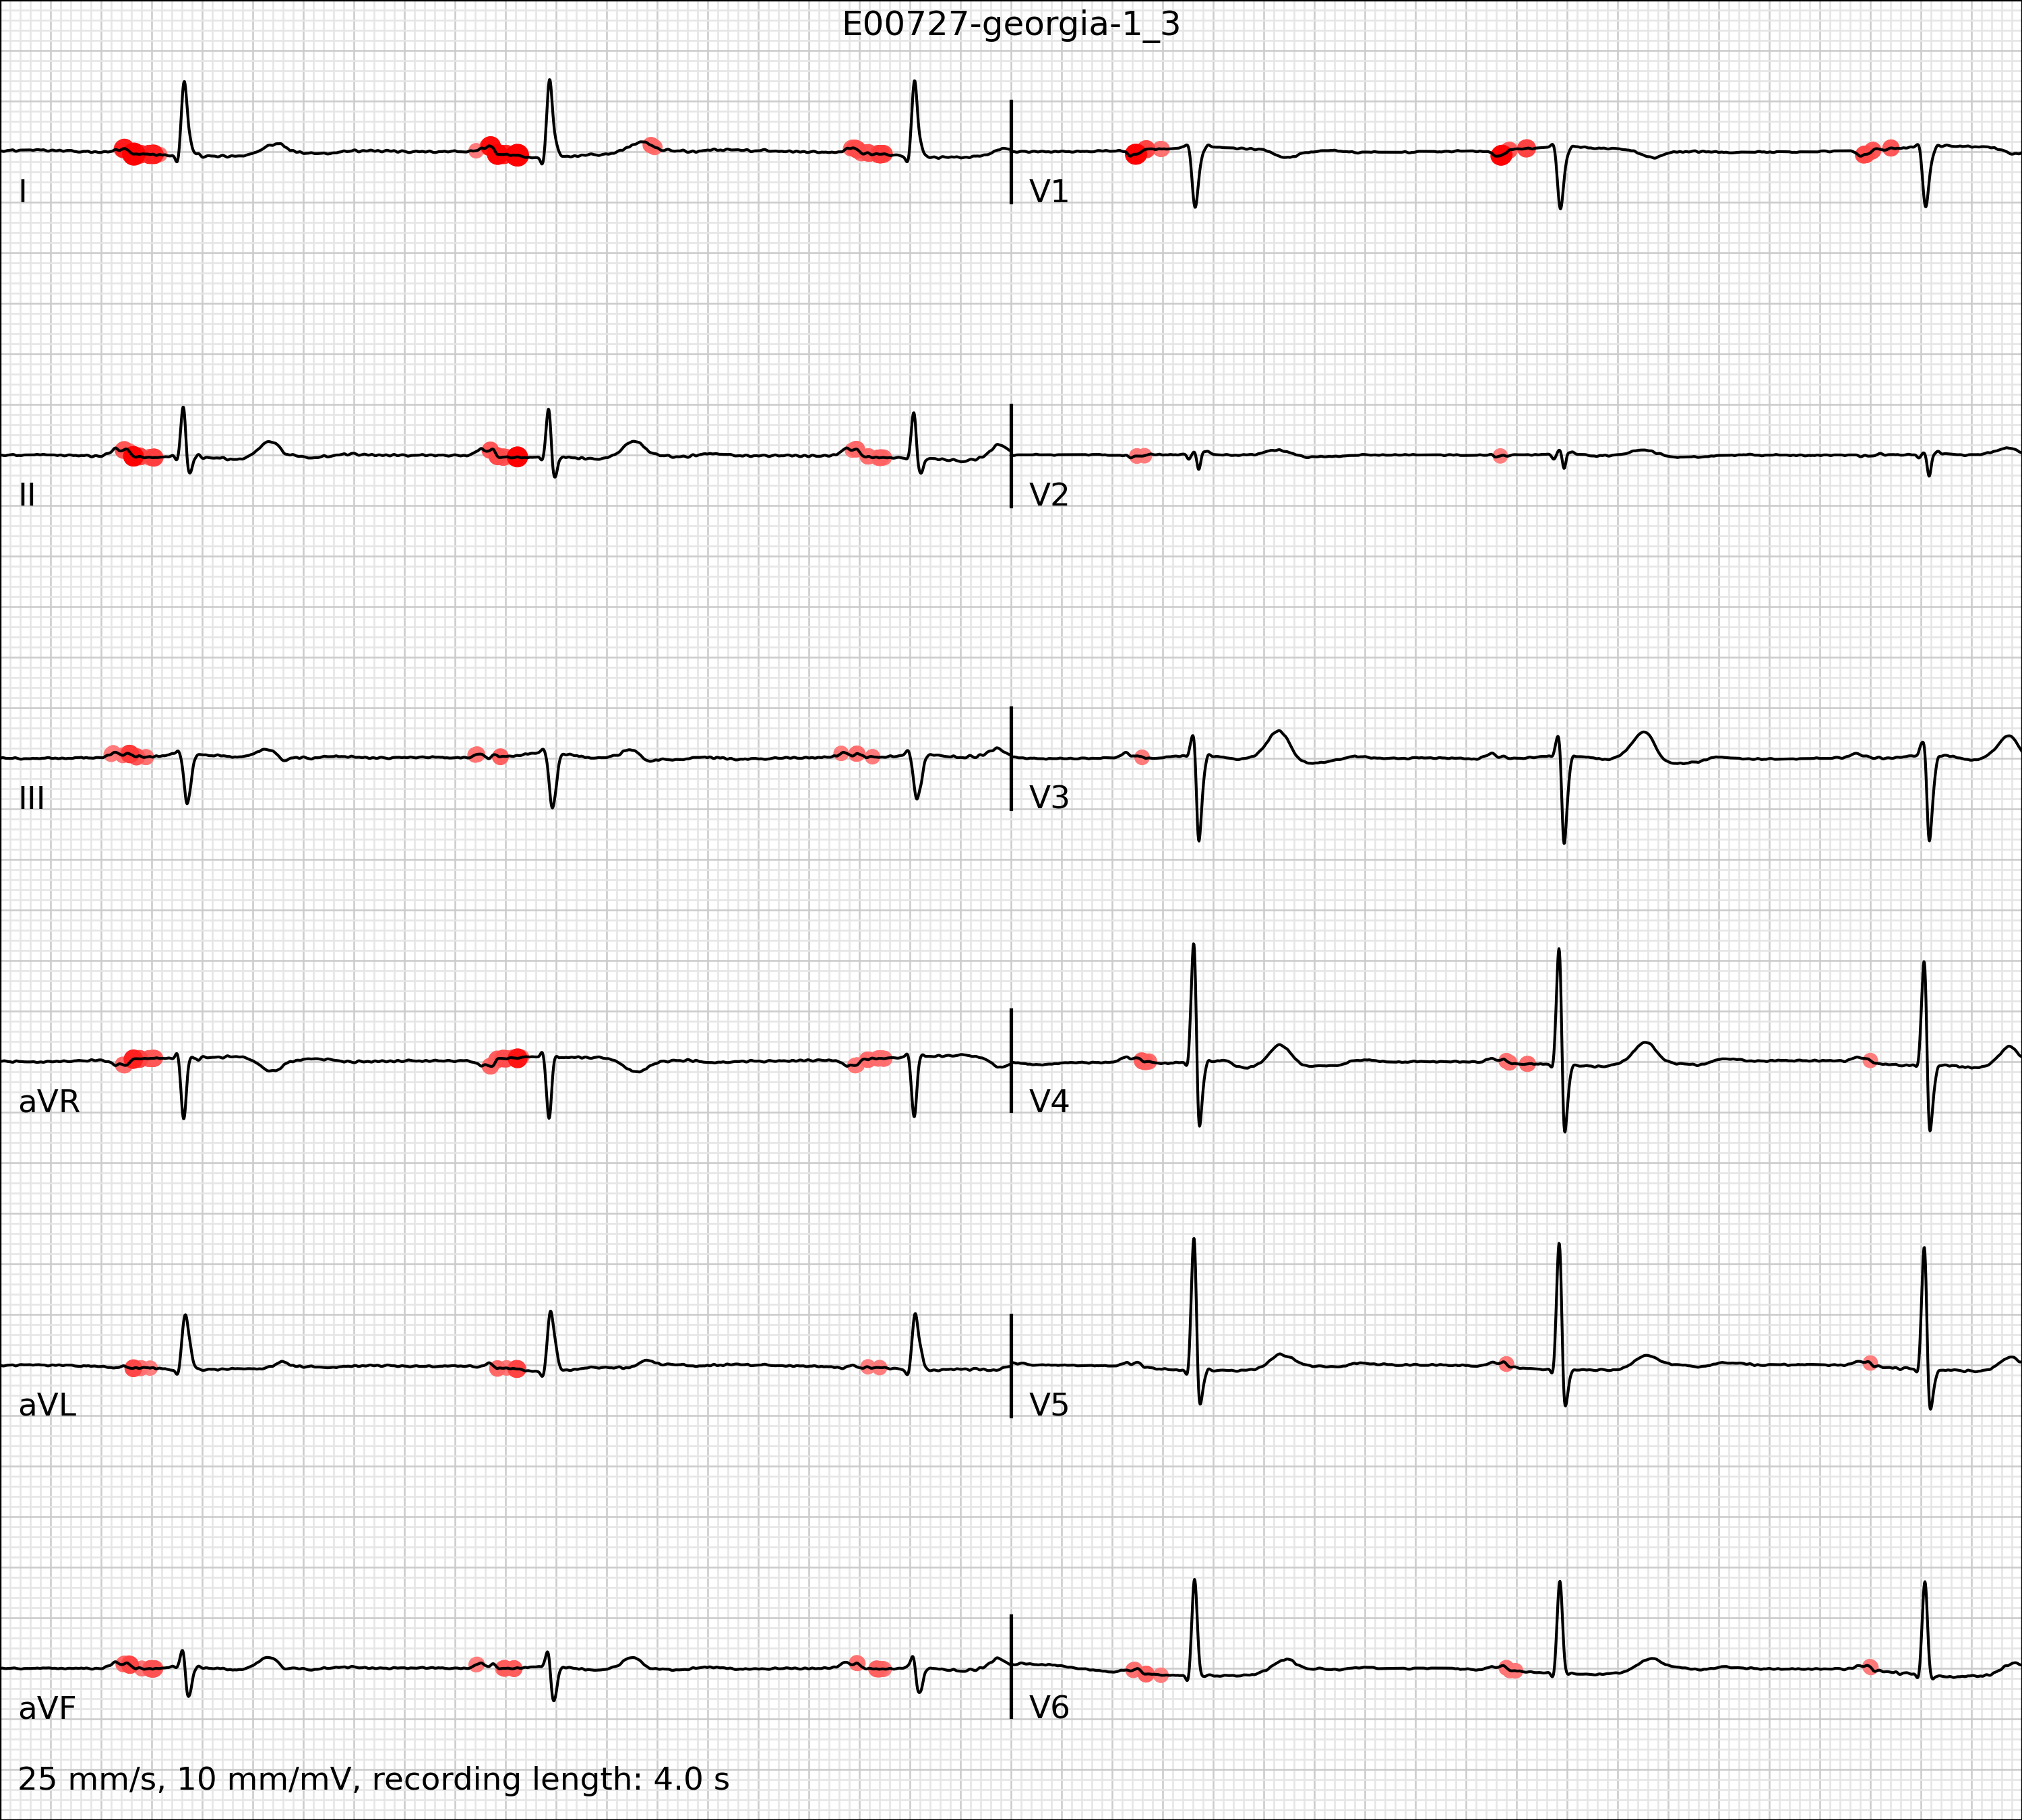 E00727-georgia-1_3
I
V1
II
V2
III
V3
aVR
V4
aVL
V5
aVF
V6
25 mm/s, 10 mm/mV, recording length: 4.0 s